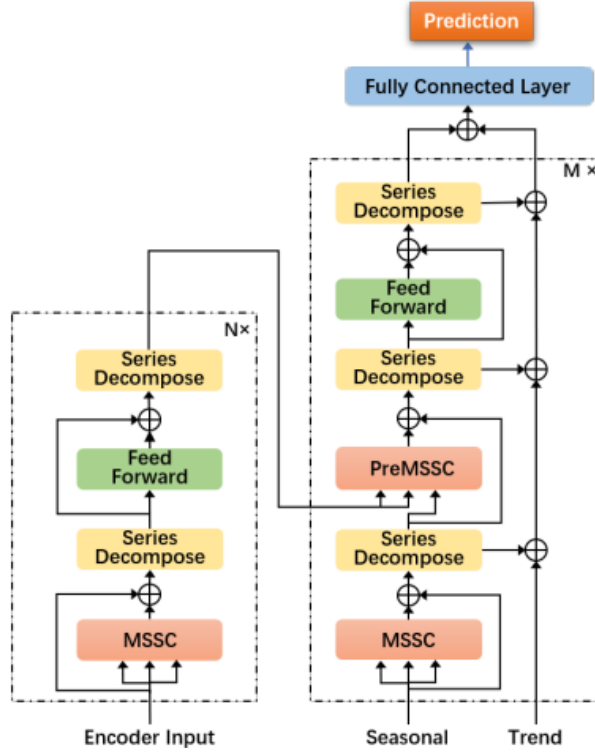 Prediction
Fully Connected Layer
M ×
Series
Decompose
Feed
Forward
Series
Decompose
PreMSSC
Series
Decompose
MSSC
Seasonal
Trend
N×
Series
Decompose
Feed
Forward
Series
Decompose
MSSC
Encoder Input